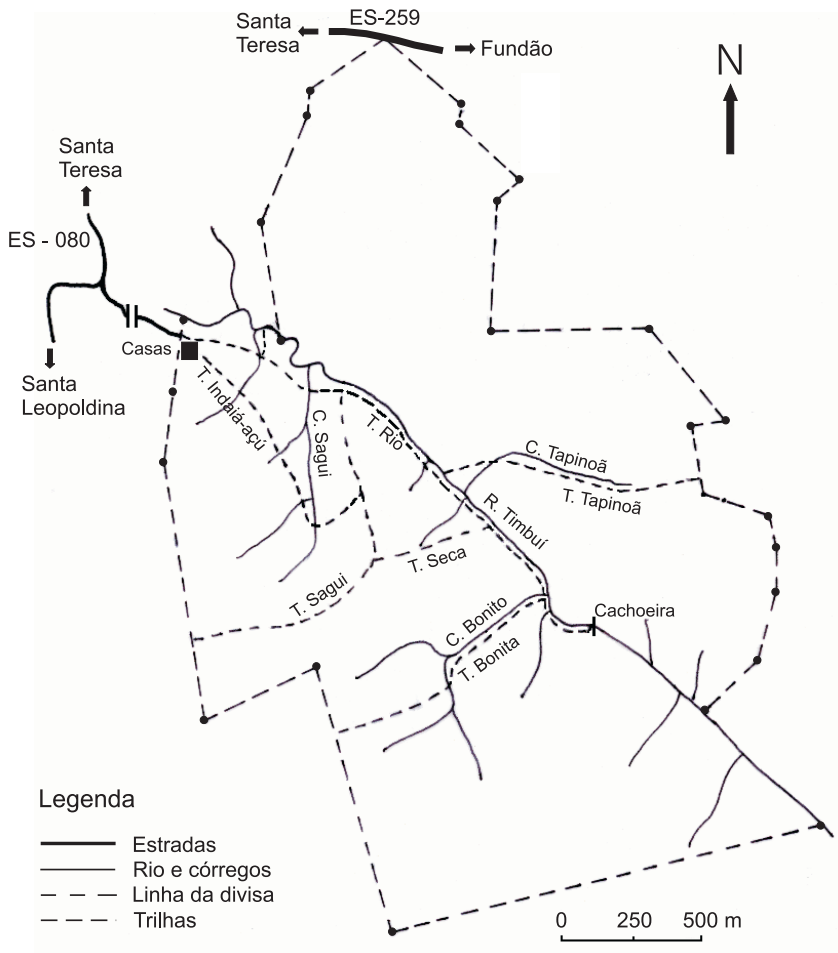 Santa
Teresa
ES-259
Fundão
N
Santa
Teresa
ES - 080
Casas
Santa
Leopoldina
T. Indaiá-açú
C. Sagui
T. Rio
C. Tapinoã
T. Tapinoã
R. Timbuí
T. Seca
T. Sagui
C. Bonito
T. Bonita
Cachoeira
Legenda
Estradas
Rio e córregos
Linha da divisa
Trilhas
0 250 500 m